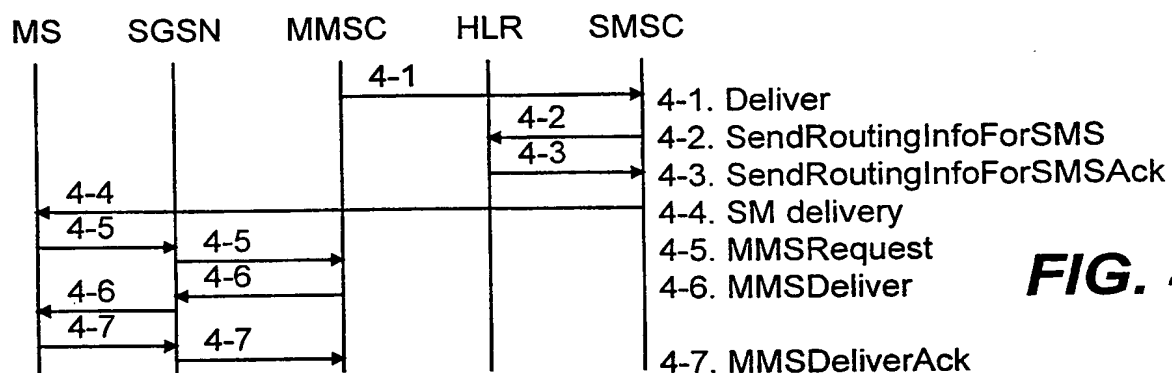 MS SGSN MMSC HLR SMSC
4-1
4-1. Deliver
4-2
4-2. SendRoutingInfoForSMS
4-3
4-3. SendRoutingInfoForSMSAck
4-4
4-4. SM delivery
4-5
4-5
4-5. MMSRequest
4-6
4-6
4-6. MMSDeliver
FIG. 4
4-7
4-7
4-7. MMSDeliverAck